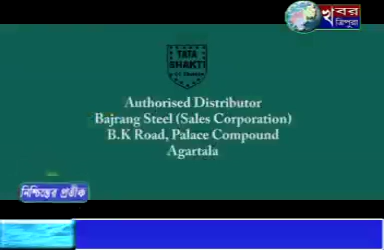 খবর
ত্রিপুরা
TATA
SHAKTI
Authorised Distributor
Bajrang Steel (Sales Corporation)
B.K Road, Palace Compound
Agartala
নিশ্চিন্তের প্রতীক